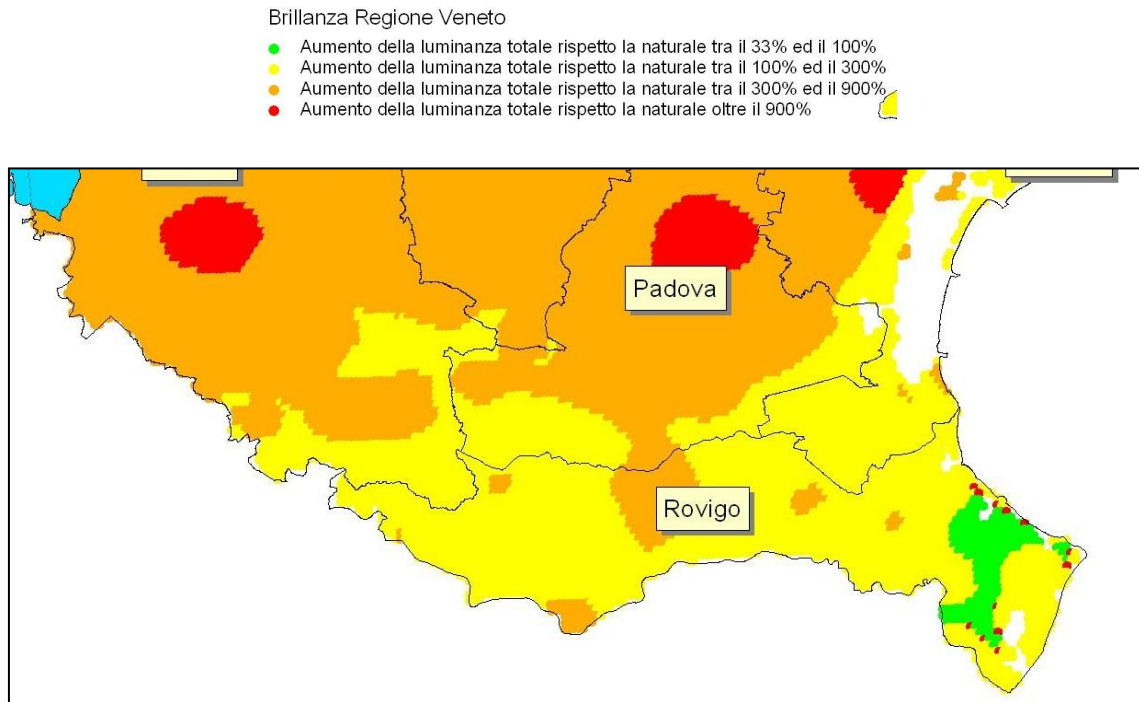 Brillanza Regione Veneto
Aumento della luminanza totale rispetto la naturale tra il 33% ed il 100%
Aumento della luminanza totale rispetto la naturale tra il 100% ed il 300%
Aumento della luminanza totale rispetto la naturale tra il 300% ed il 900%
Aumento della luminanza totale rispetto la naturale oltre il 900%
Padova
Rovigo